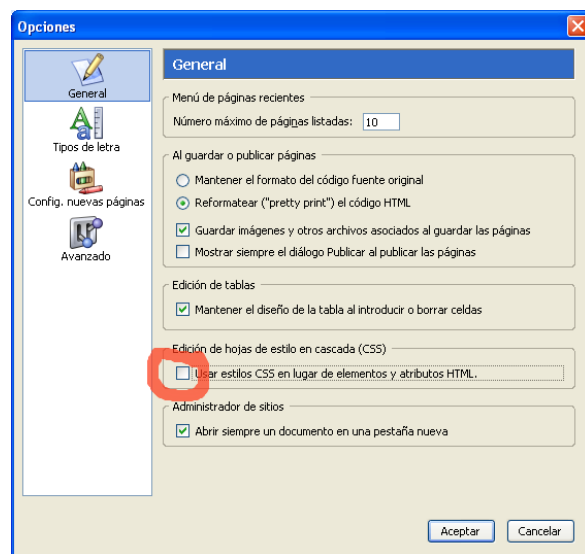 Opciones
General
Tipos de letra
Config. nuevas páginas
Avanzado
General
Menú de páginas recientes
Número máximo de páginas listadas: 10
Al guardar o publicar páginas
Mantener el formato del código fuente original
Reformatear ("pretty print") el código HTML
Guardar imágenes y otros archivos asociados al guardar las páginas
Mostrar siempre el diálogo Publicar al publicar las páginas
Edición de tablas
Mantener el diseño de la tabla al introducir o borrar celdas
Edición de hojas de estilo en cascada (CSS)
Usar estilos CSS en lugar de elementos y atributos HTML.
Administrador de sitios
Abrir siempre un documento en una pestaña nueva
Aceptar Cancelar